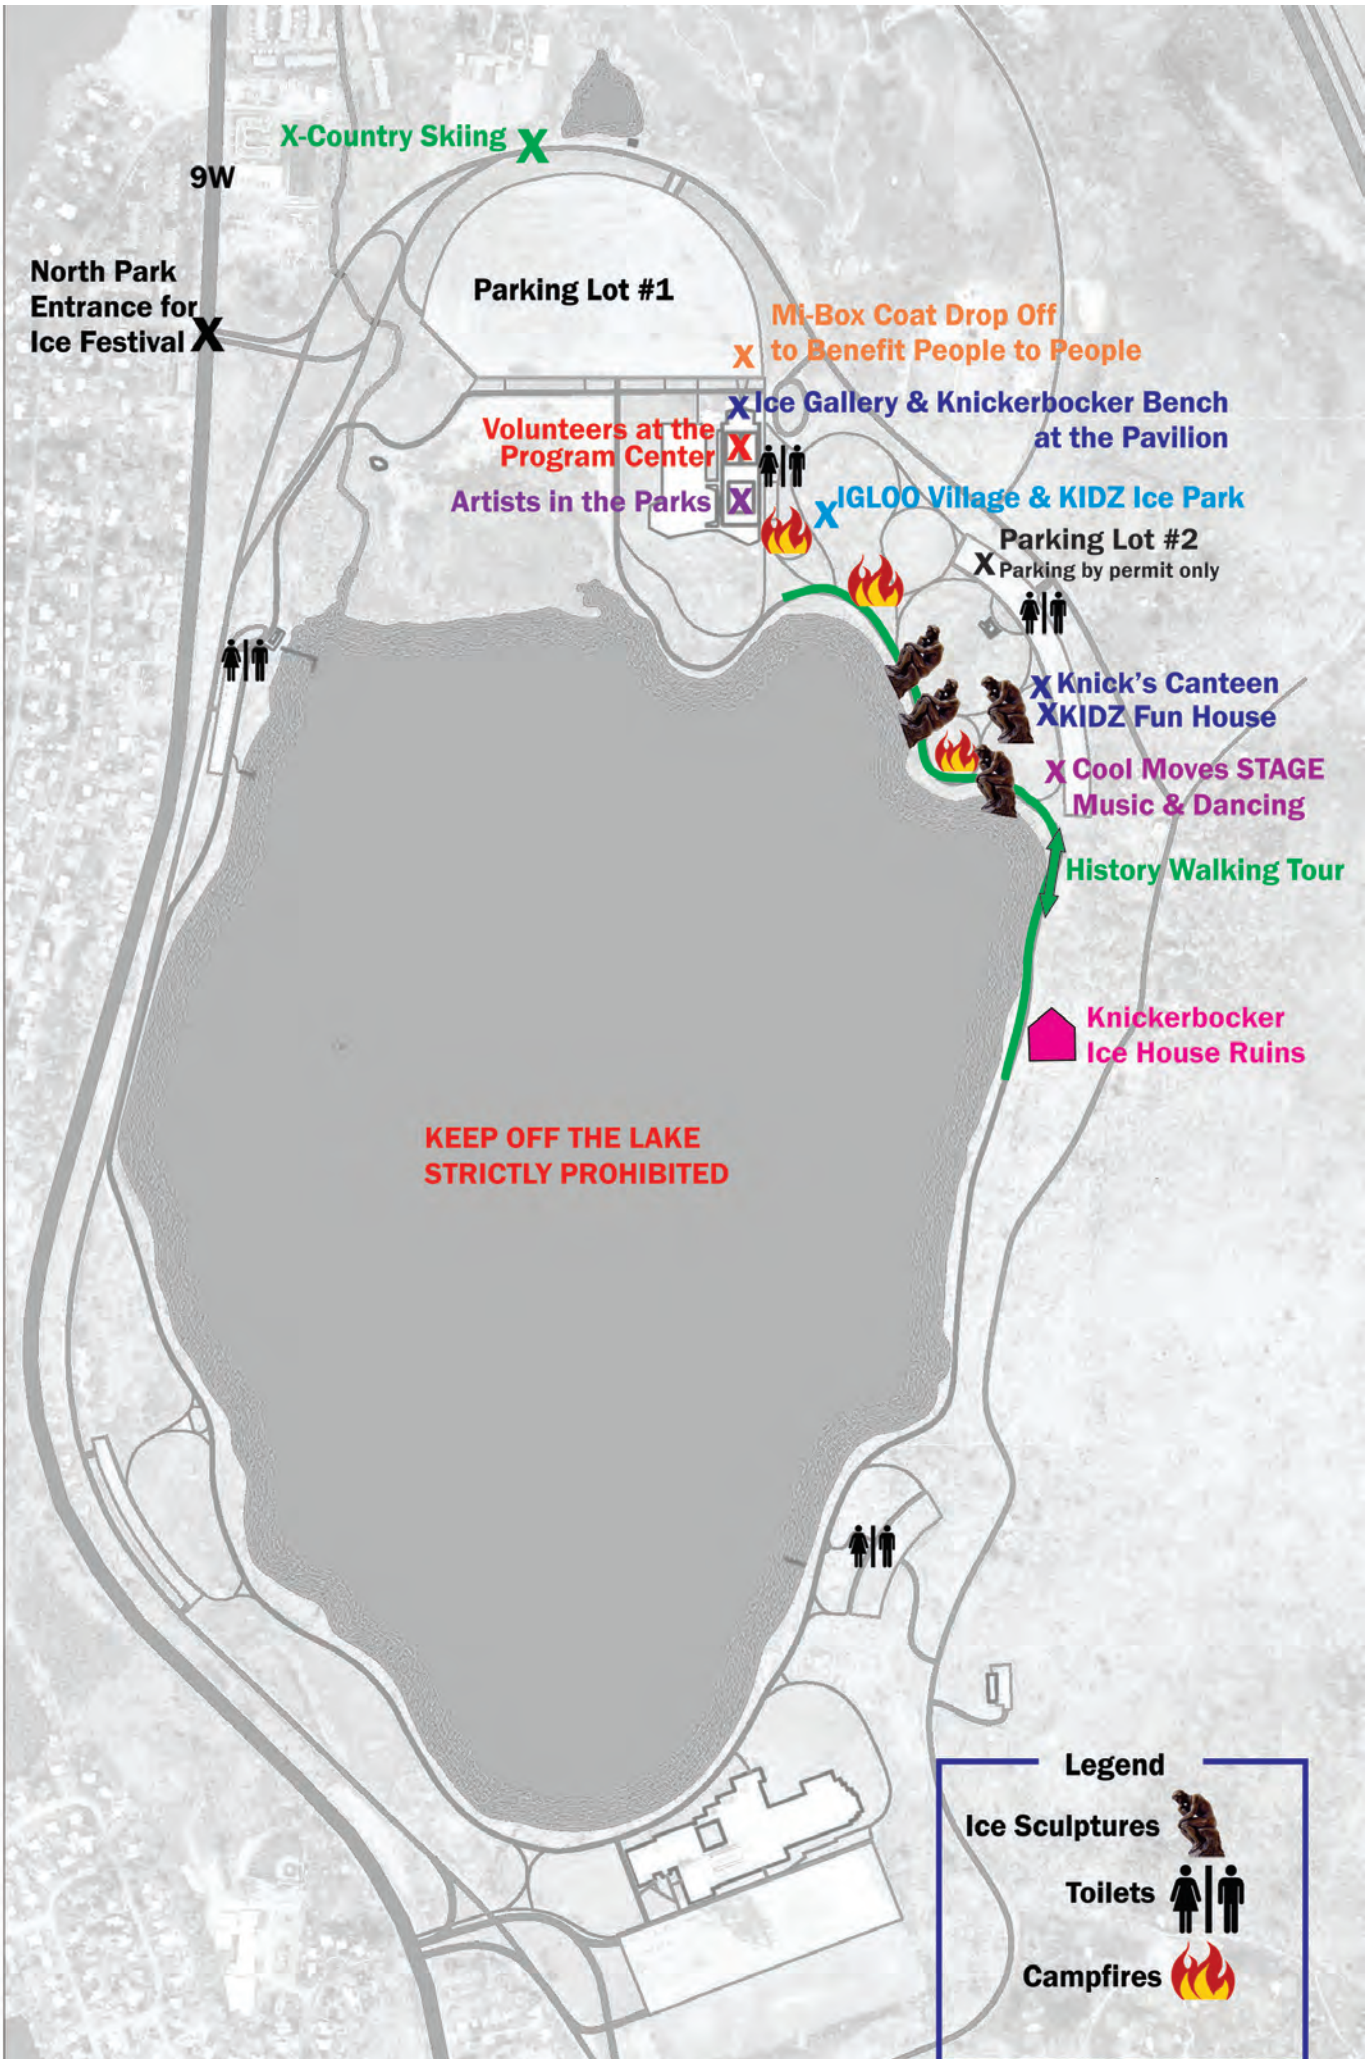 X-Country Skiing X
9W
North Park
Entrance for
Ice Festival X
Parking Lot #1
Mi-Box Coat Drop Off
X to Benefit People to People
X Ice Gallery & Knickerbocker Bench
at the Pavilion
Volunteers at the
Program Center X
Artists in the Parks X
X IGLOO Village & KIDZ Ice Park
Parking Lot #2
X Parking by permit only
X Knick's Canteen
X KIDZ Fun House
X Cool Moves STAGE
Music & Dancing
History Walking Tour
Knickerbocker
Ice House Ruins
KEEP OFF THE LAKE
STRICTLY PROHIBITED
Legend
Ice Sculptures
Toilets
Campfires